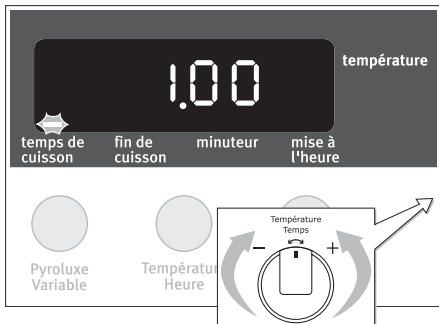 1.00
température
temps de
cuisson
fin de
cuisson
minuteur
mise à
l'heure
Pyroluxe
Variable
Températur
Heure
Température
Temps
- +